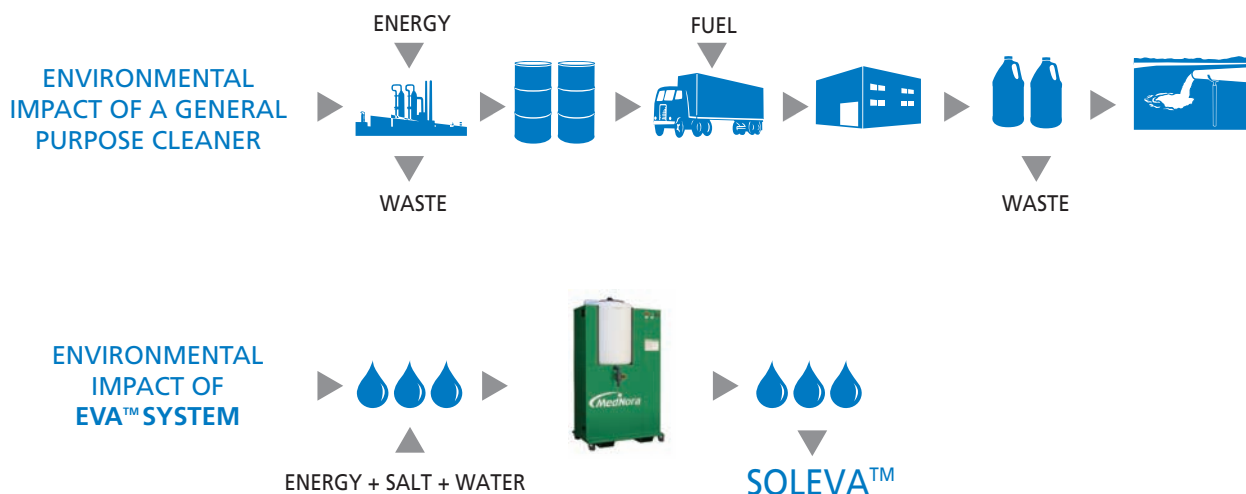 ENERGY
FUEL
ENVIRONMENTAL
IMPACT OF A GENERAL
PURPOSE CLEANER
WASTE
WASTE
ENVIRONMENTAL
IMPACT OF
EVA™ SYSTEM
MedNora
ENERGY + SALT + WATER
SOLEVA™